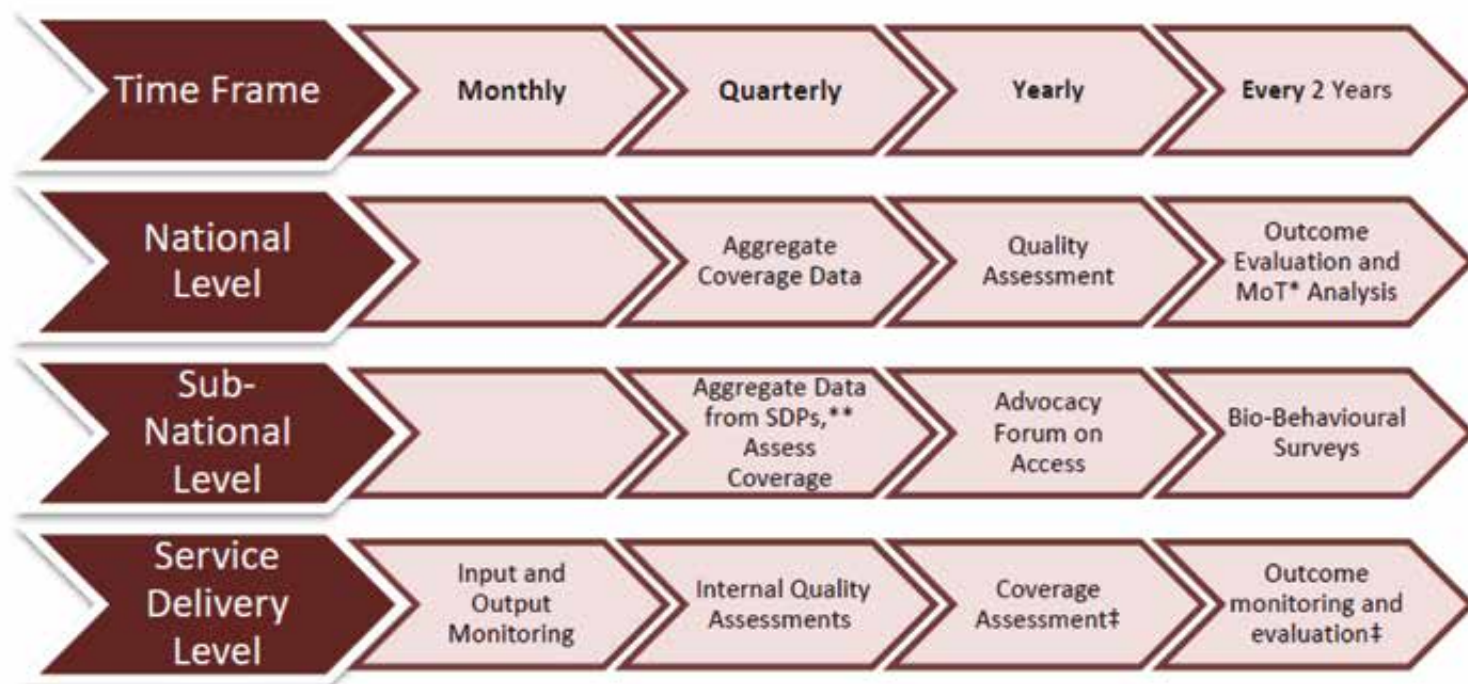 Time Frame
Monthly
Quarterly
Yearly
Every 2 Years
National
Level
Aggregate
Coverage Data
Quality
Assessment
Outcome
Evaluation and
MoT* Analysis
Sub-
National
Level
Aggregate Data
from SDPs,**
Assess
Coverage
Advocacy
Forum on
Access
Bio-Behavioural
Surveys
Service
Delivery
Level
Input and
Output
Monitoring
Internal Quality
Assessments
Coverage
Assessment‡
Outcome
monitoring and
evaluation‡